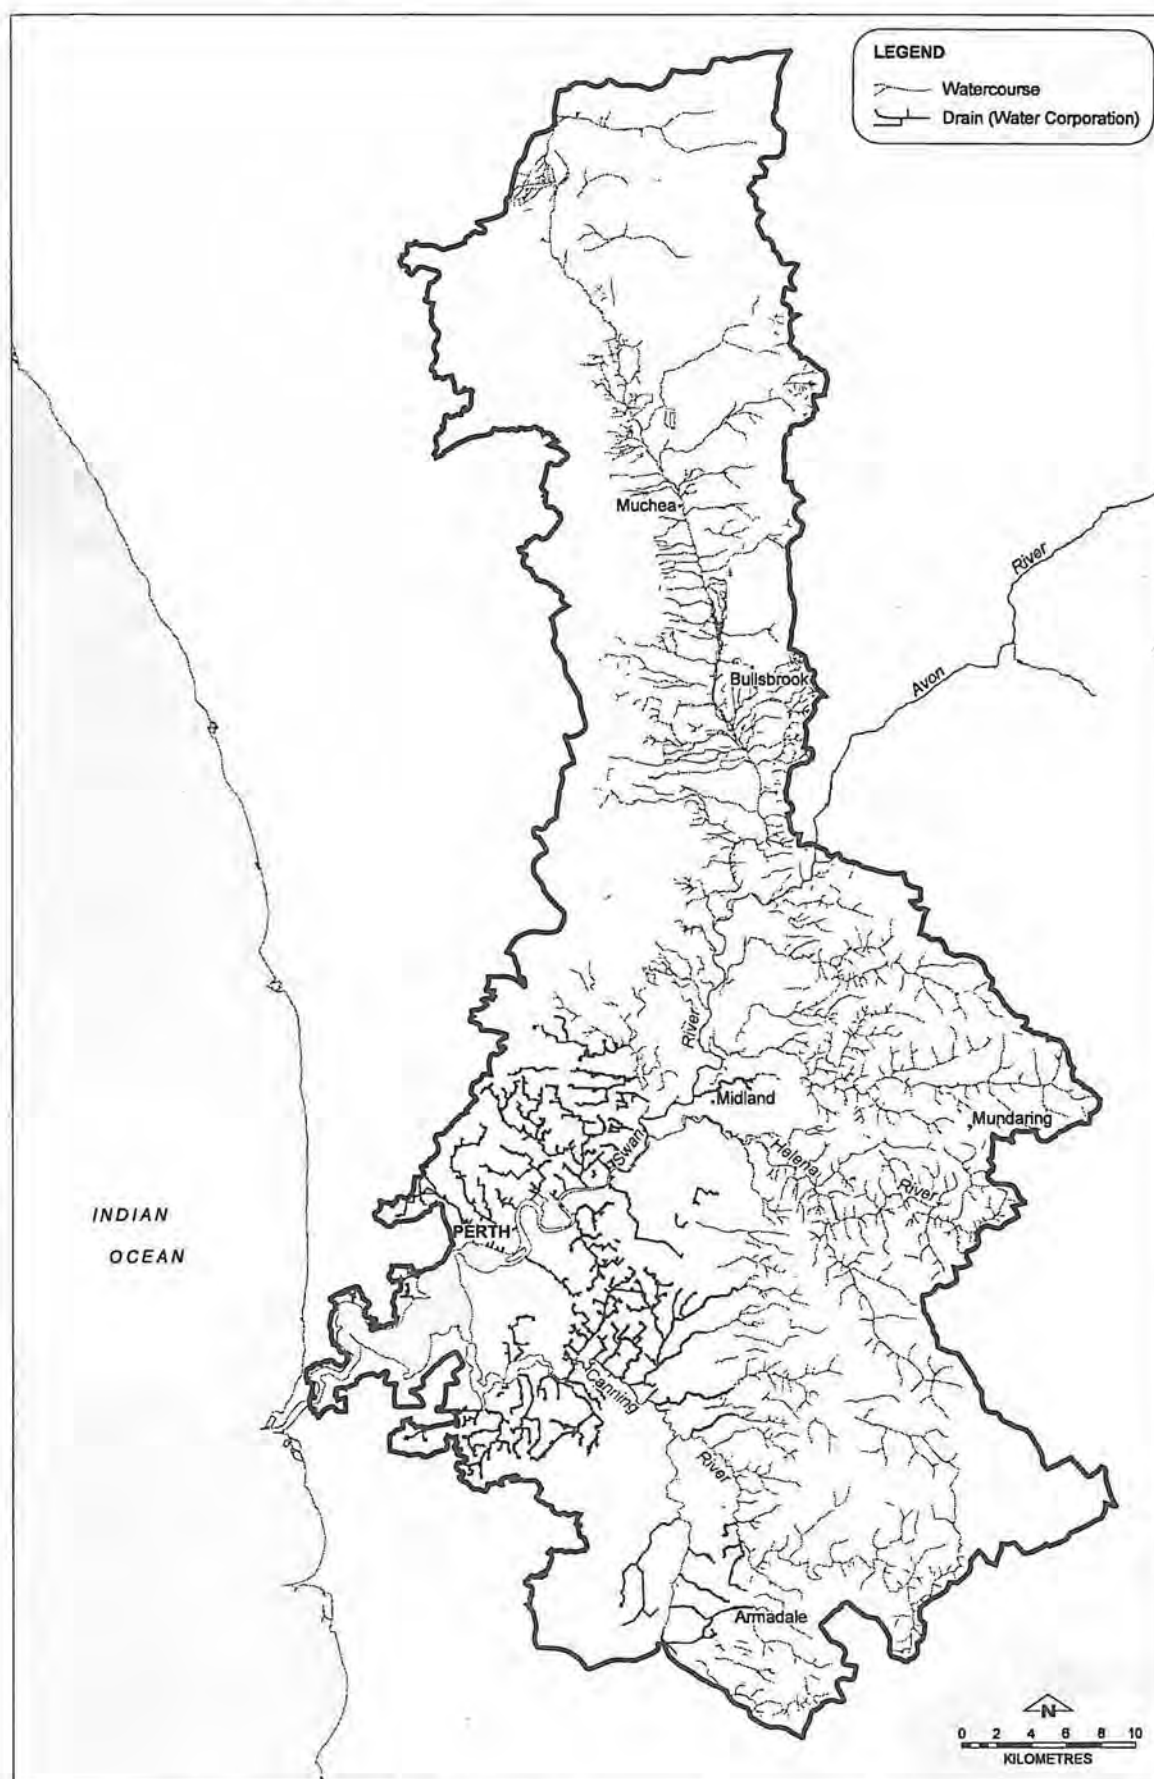 LEGEND
Watercourse
Drain (Water Corporation)
Muchea
River
Avon
Bullsbrook
River
Midland
Mundaring
Swan
Helena
River
INDIAN
OCEAN
PERTH
Canning
River
Armadale
N
0 2 4 6 8 10
KILOMETRES